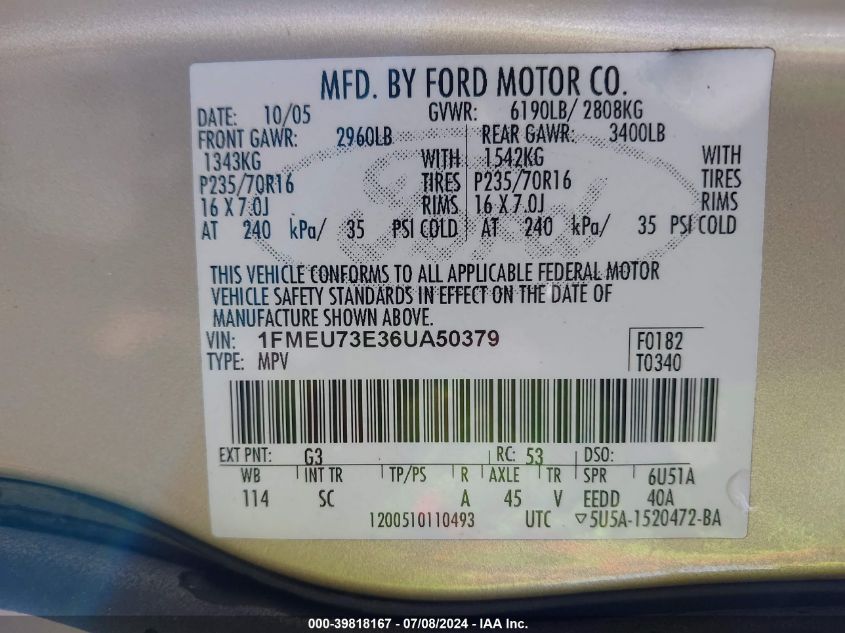 MFD. BY FORD MOTOR CO.
DATE: 10/05 GVWR: 6190LB/ 2808KG
FRONT GAWR: 2960LB REAR GAWR: 3400LB
1343KG WITH 1542KG WITH
P235/70R16 TIRES P235/70R16 TIRES
16 X 7.0J RIMS 16 X 7.0J RIMS
AT 240 kPa/ 35 PSI COLD AT 240 kPa/ 35 PSI COLD
THIS VEHICLE CONFORMS TO ALL APPLICABLE FEDERAL MOTOR
VEHICLE SAFETY STANDARDS IN EFFECT ON THE DATE OF
MANUFACTURE SHOWN ABOVE.
VIN: 1FMEU73E36UA50379 F0182
TYPE: MPV T0340
EXT PNT: G3 RC: 53 DSO:
WB INT TR TP/PS R AXLE TR SPR 6U51A
114 SC A 45 V EEDD 40A
1200510110493 UTC ▽5U5A-1520472-BA
000-39818167 - 07/08/2024 - IAA Inc.